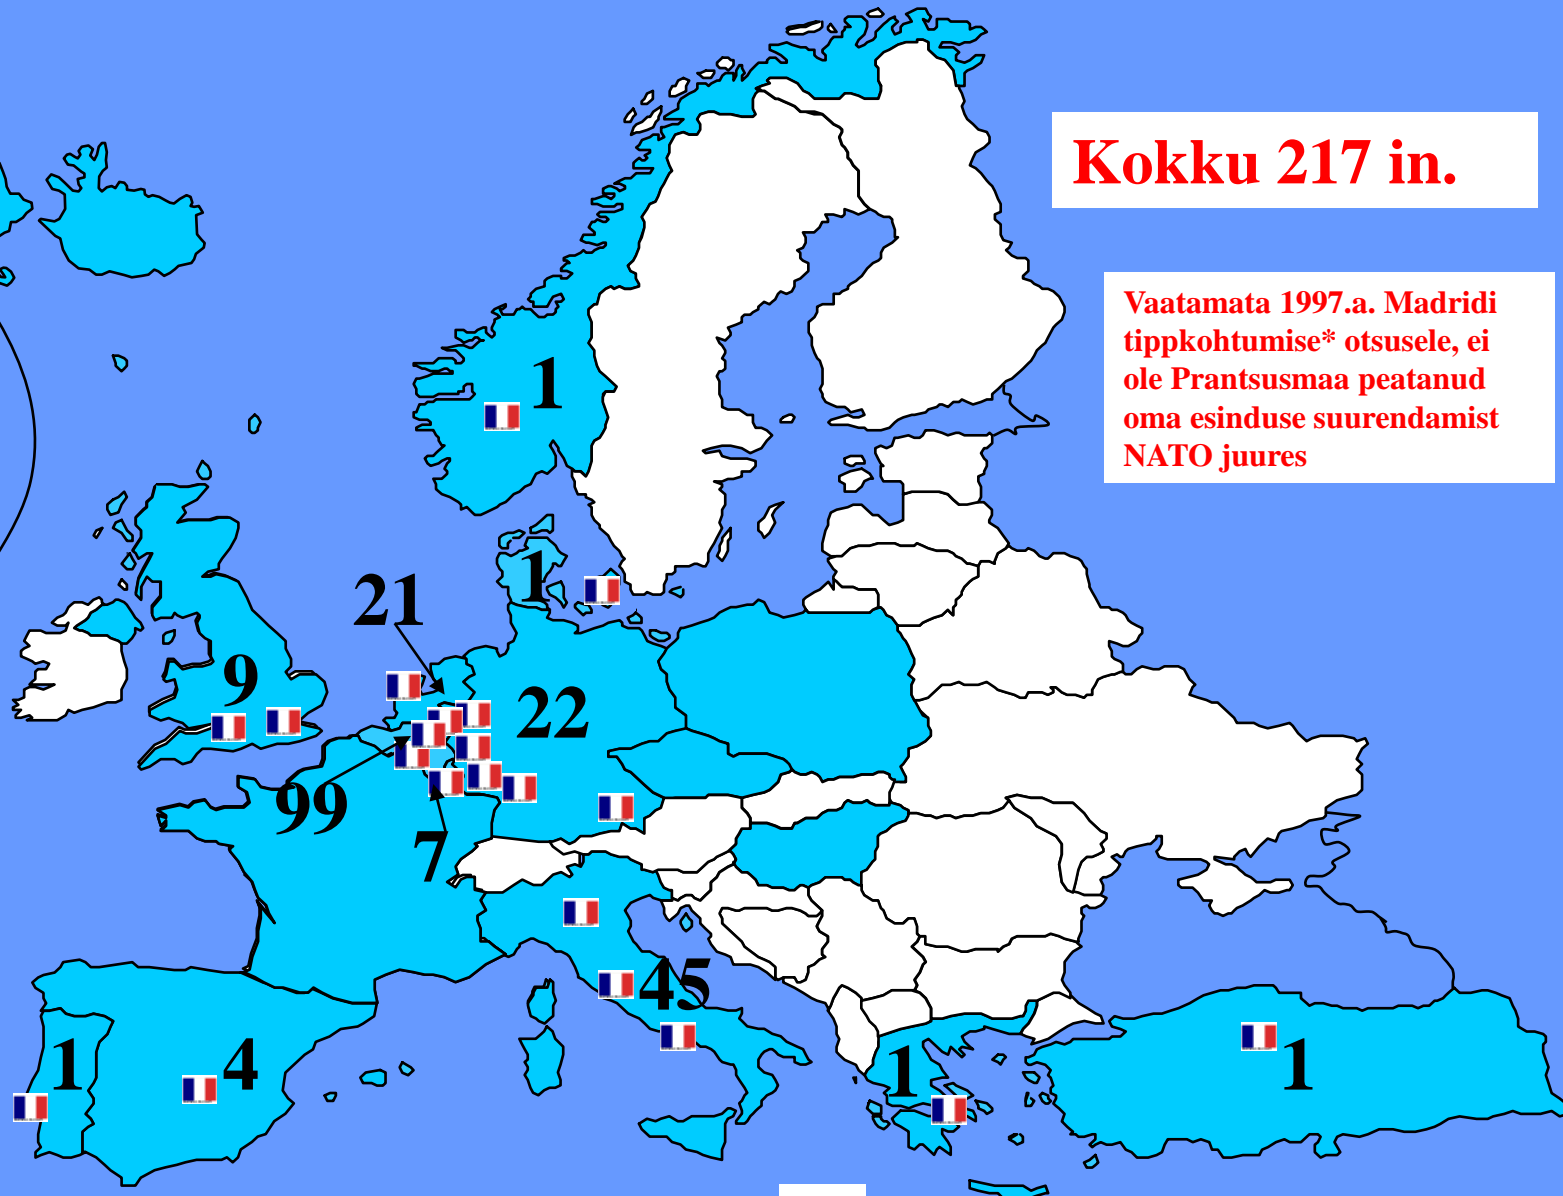 Kokku 217 in.
Vaatamata 1997.a. Madridi
tippkohtumise* otsusele, ei
ole Prantsusmaa peatanud
oma esinduse suurendamist
NATO juures
1
1
21
9
22
99
7
45
1
4
1
1